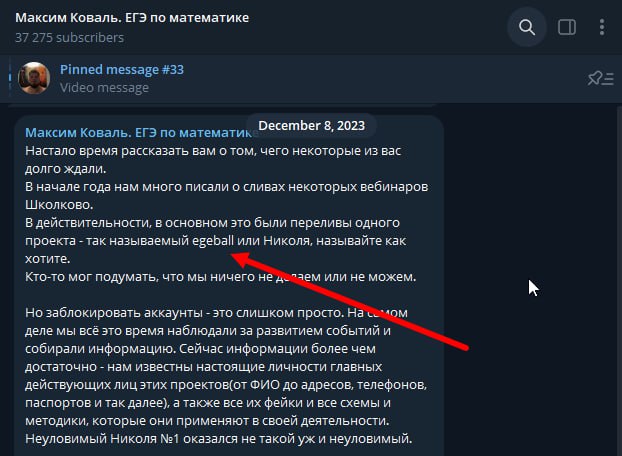 Максим Коваль. ЕГЭ по математике
37 275 subscribers
Pinned message #33
Video message
December 8, 2023
Максим Коваль. ЕГЭ по математике
Настало время рассказать вам о том, чего некоторые из вас
долго ждали.
В начале года нам много писали о сливах некоторых вебинаров
Школково.
В действительности, в основном это были переливы одного
проекта - так называемый egeball или Николя, называйте как
хотите.
Кто-то мог подумать, что мы ничего не делаем или не можем.
Но заблокировать аккаунты - это слишком просто. На самом
деле мы всё это время наблюдали за развитием событий и
собирали информацию. Сейчас информации более чем
достаточно - нам известны настоящие личности главных
действующих лиц этих проектов(от ФИО до адресов, телефонов,
паспортов и так далее), а также все их фейки и все схемы и
методики, которые они применяют в своей деятельности.
Неуловимый Николя №1 оказался не такой уж и неуловимый.